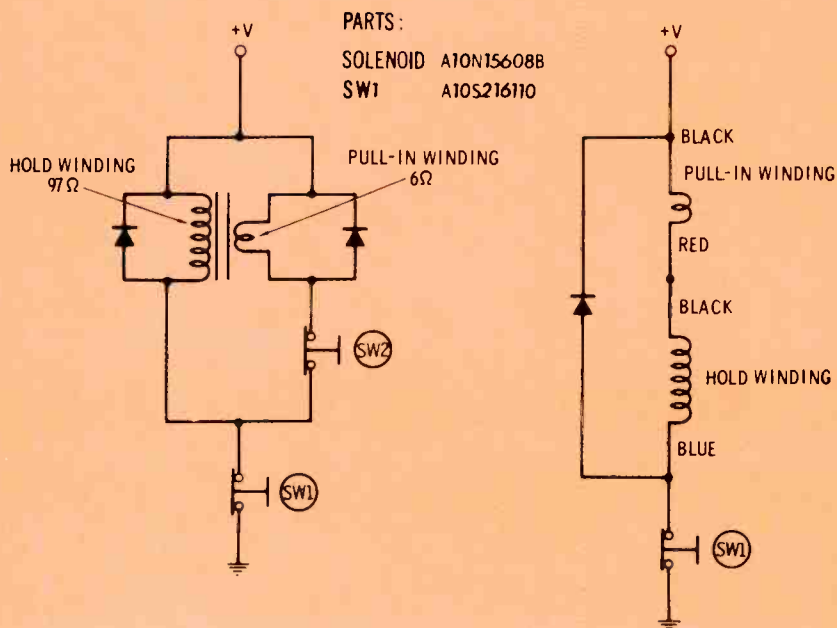 PARTS:
SOLENOID A10N15608B
SW1 A10S216110
+V
HOLD WINDING
97Ω
PULL-IN WINDING
6Ω
SW2
SW1
+V
BLACK
PULL-IN WINDING
RED
BLACK
HOLD WINDING
BLUE
SW1